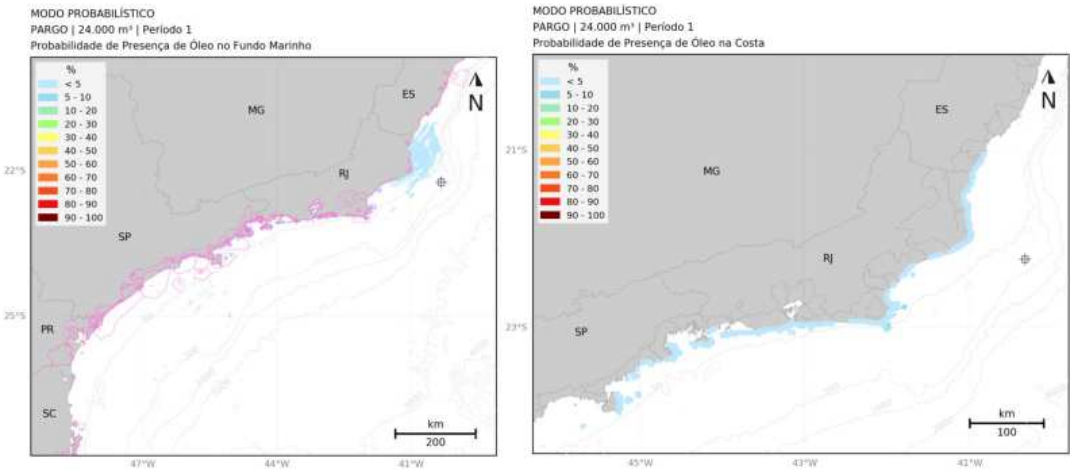 MODO PROBABILÍSTICO
PARGO | 24.000 m³ | Período 1
Probabilidade de Presença de Óleo no Fundo Marinho
%
< 5
5 - 10
10 - 20
20 - 30
30 - 40
40 - 50
50 - 60
60 - 70
70 - 80
80 - 90
90 - 100
N
ES
MG
RJ
SP
PR
SC
22°S
25°S
km
200
47°W
44°W
41°W
MODO PROBABILÍSTICO
PARGO | 24.000 m³ | Período 1
Probabilidade de Presença de Óleo na Costa
%
< 5
5 - 10
10 - 20
20 - 30
30 - 40
40 - 50
50 - 60
60 - 70
70 - 80
80 - 90
90 - 100
N
ES
MG
RJ
SP
21°S
23°S
km
100
45°W
43°W
41°W